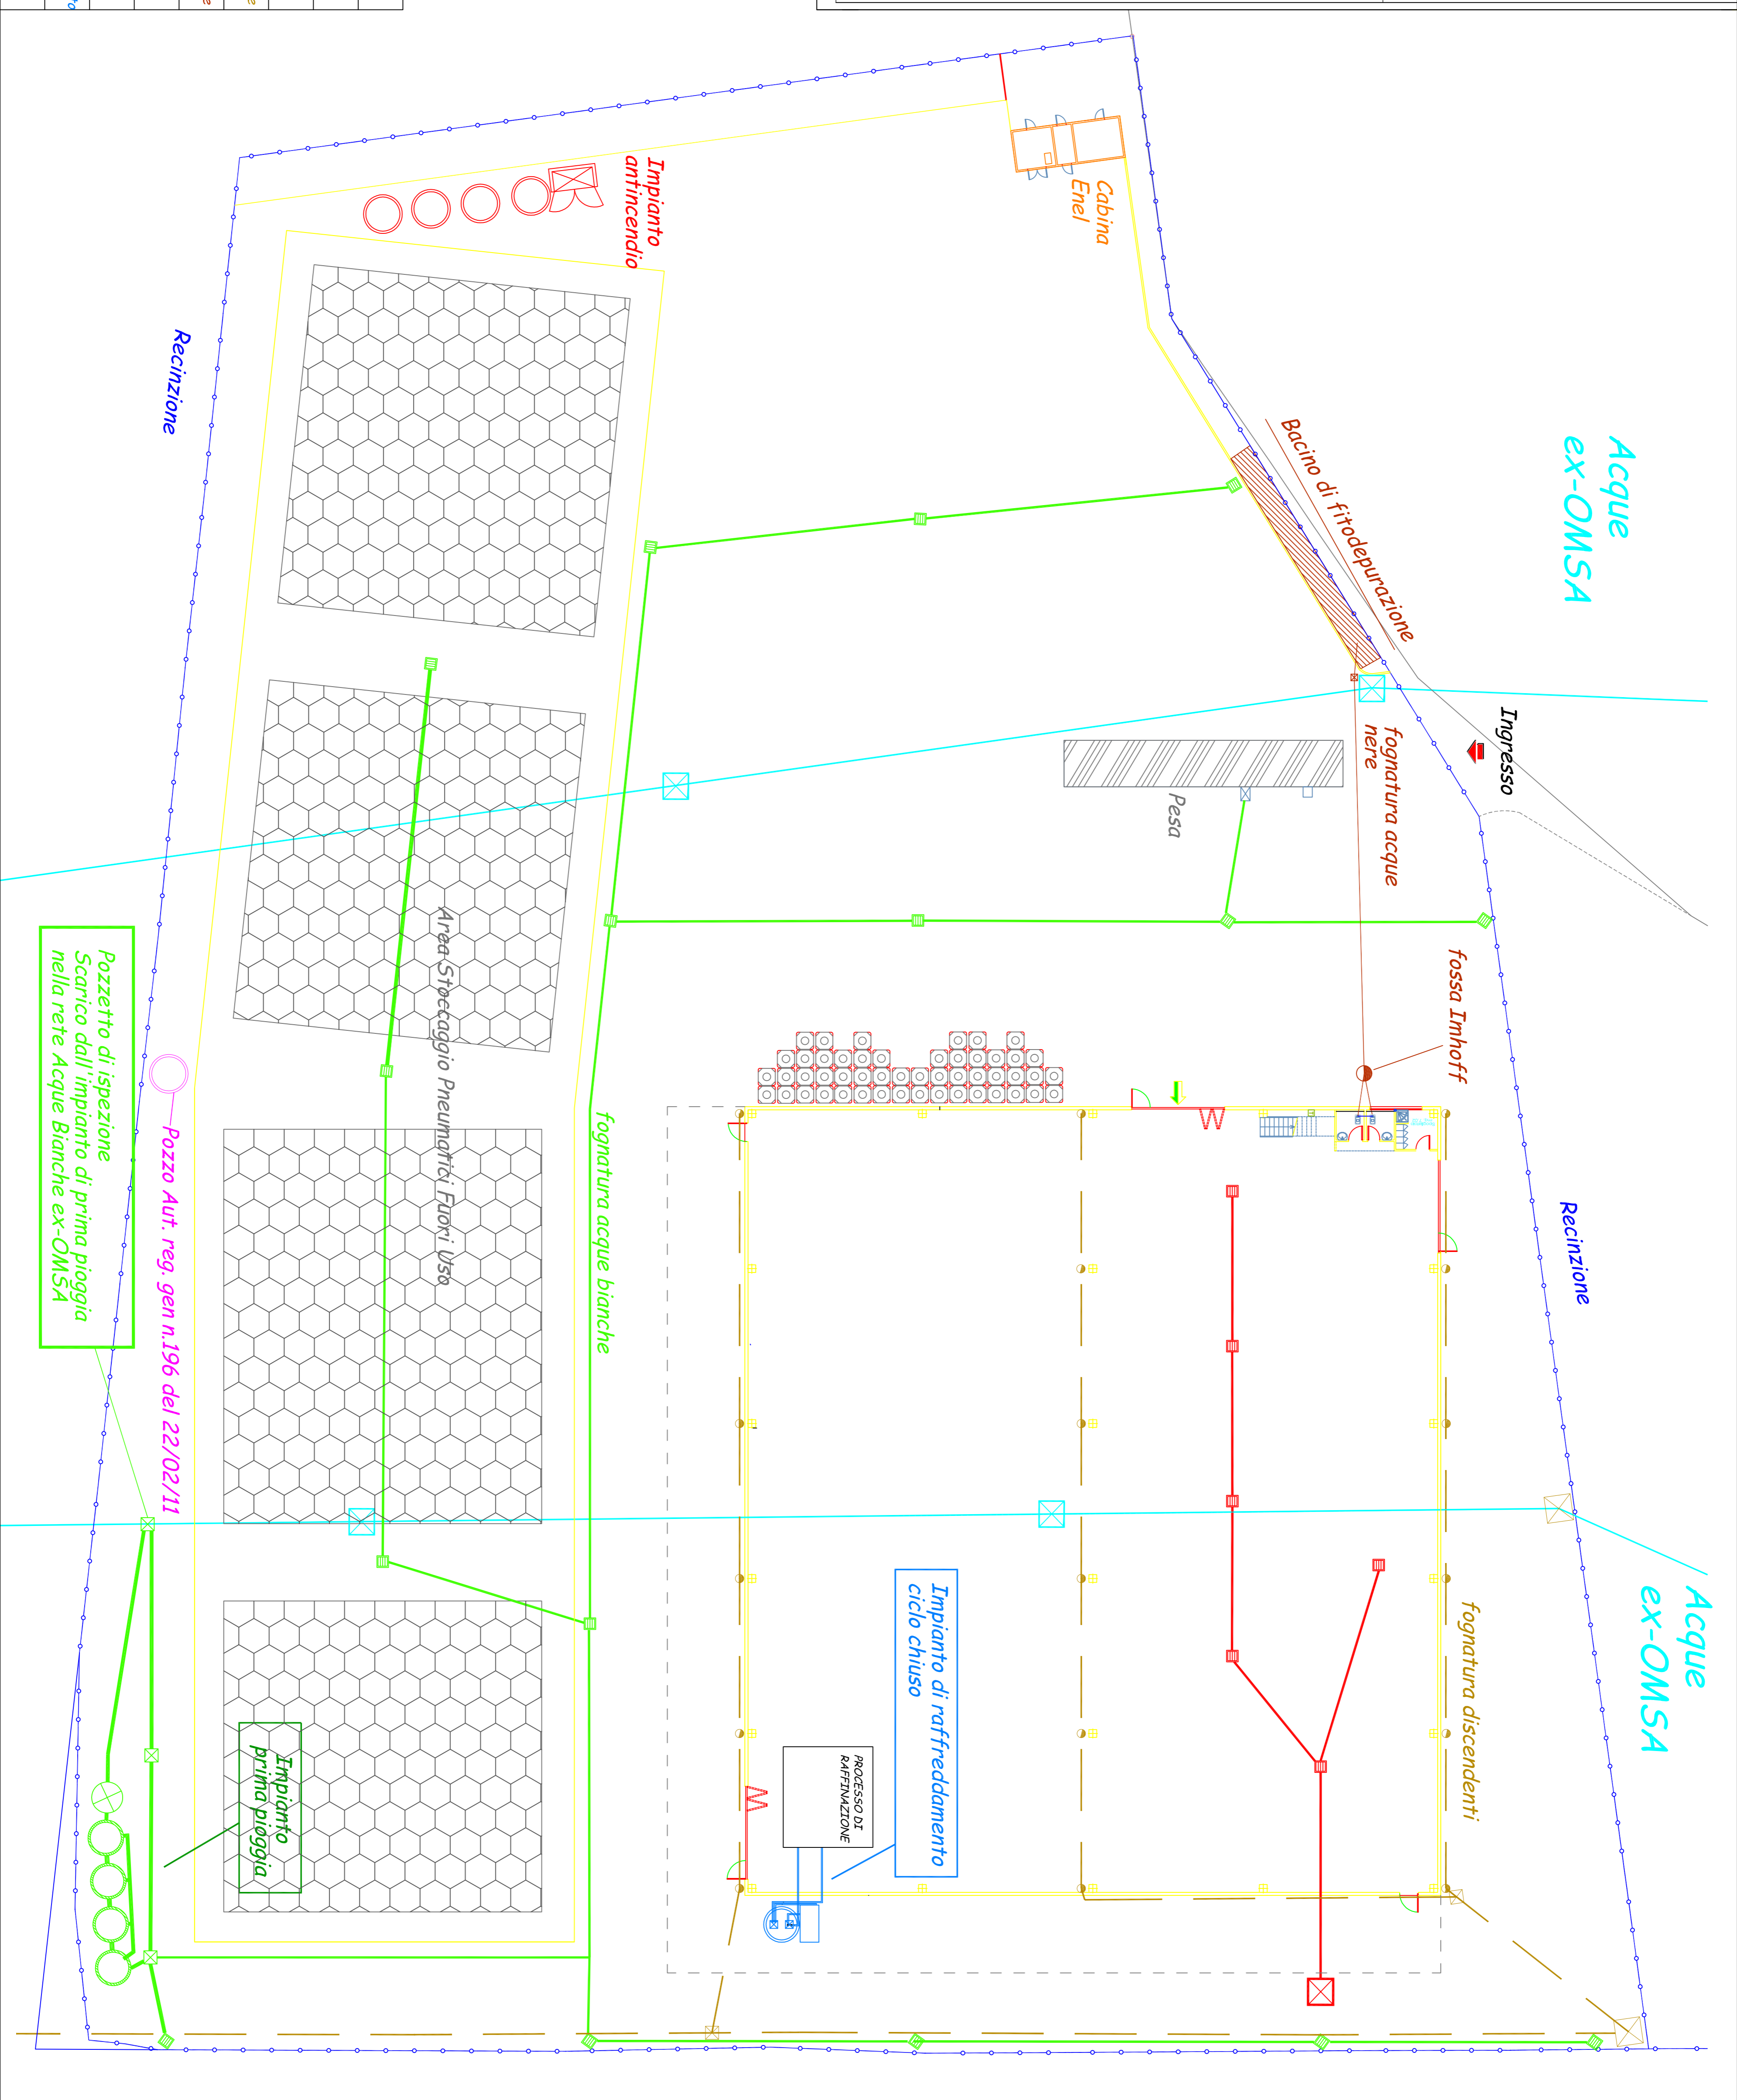 Acque
ex-OMSA
Bacino di fitodepurazione
Ingresso
Cabina
Enel
Impianto
antincendio
Recinzione
fognatura acque
nere
Pesa
fossa Imhoff
Recinzione
Area Stoccaggio Pneumatici Fuori Uso
fognatura acque bianche
Pozzetto di ispezione
Scarico dall'impianto di prima pioggia
nella rete Acque Bianche ex-OMSA
Pozzo Aut. reg. gen n.196 del 22/02/11
Acque
ex-OMSA
fognatura discendenti
Impianto di raffreddamento
ciclo chiuso
PROCESSO DI
RAFFINAZIONE
Impianto
prima pioggia